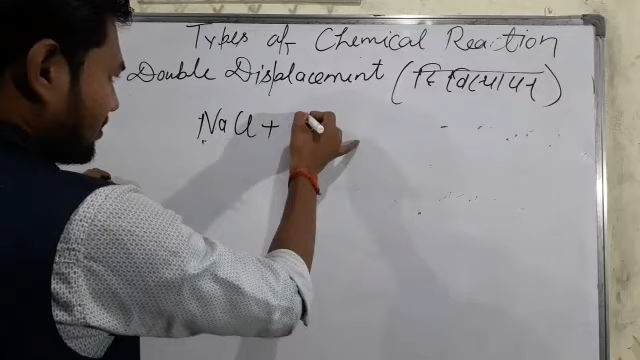 Types of Chemical Reaction
Double Displacement (द्विविस्थापन)
NaCl +